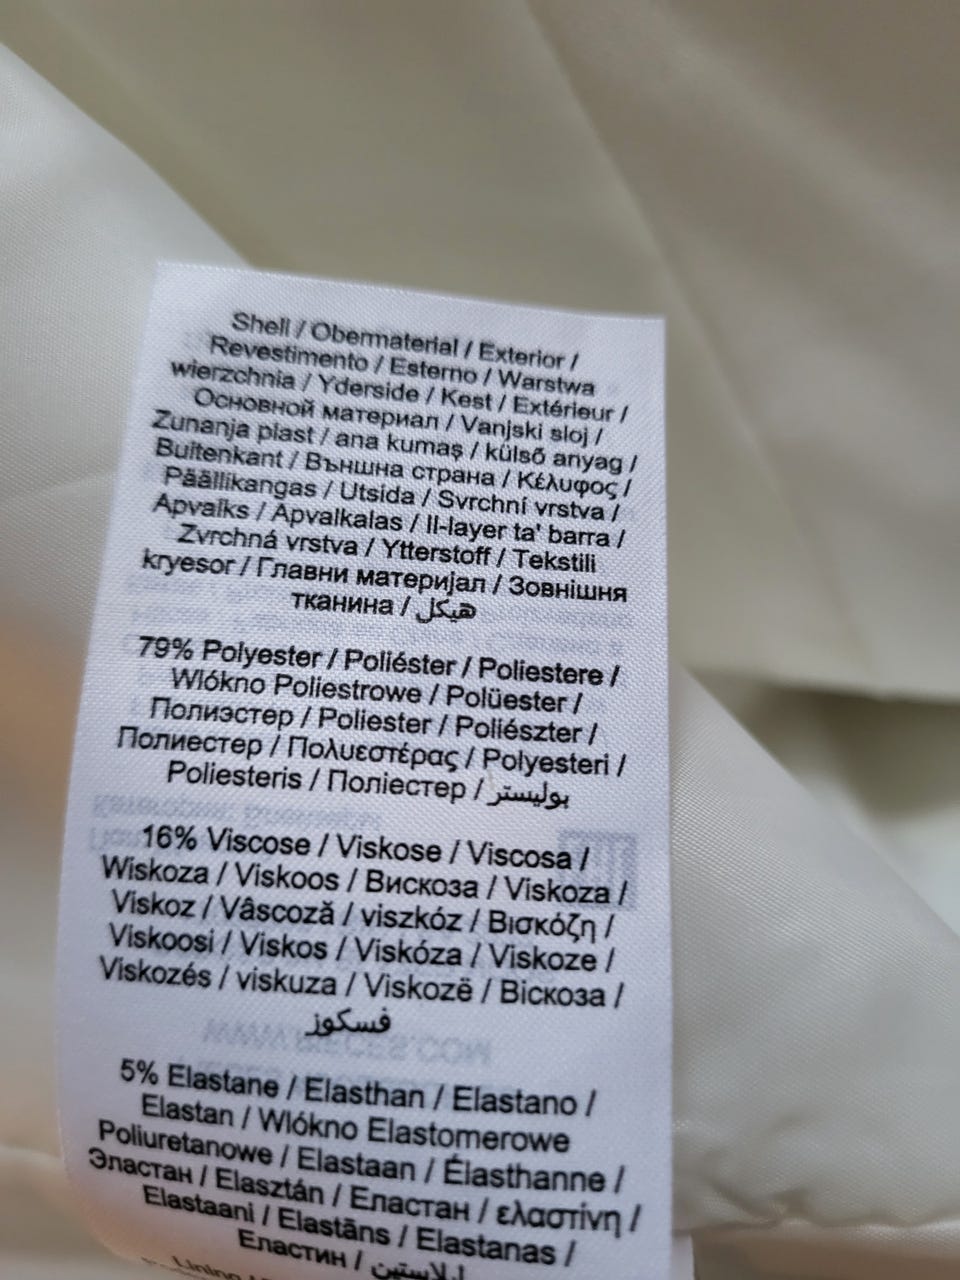 Shell / Obermaterial / Exterior /
Revestimento / Esterno / Warstwa
wierzchnia / Yderside / Kest / Extérieur /
Основной материал / Vanjski sloj /
Zunanja plast / ana kumaş / külső anyag /
Buitenkant / Външна страна / Κέλυφος /
Päällikangas / Utsida / Svrchní vrstva /
Apvalks / Apvalkalas / Il-layer ta' barra /
Zvrchná vrstva / Ytterstoff / Tekstili
kryesor / Главни материјал / Зовнішня
тканина / هيكل
79% Polyester / Poliéster / Poliestere /
Wlókno Poliestrowe / Polüester /
Полиэстер / Poliester / Poliészter /
Полиестер / Πολυεστέρας / Polyesteri /
Poliesteris / Поліестер / بوليستر
16% Viscose / Viskose / Viscosa /
Wiskoza / Viskoos / Вискоза / Viskoza /
Viskoz / Vâscoză / viszkóz / Βισκόζη /
Viskoosi / Viskos / Viskóza / Viskoze /
Viskozés / viskuza / Viskozë / Віскоза /
فسكوز
5% Elastane / Elasthan / Elastano /
Elastan / Wlókno Elastomerowe
Poliuretanowe / Elastaan / Élasthanne /
Эластан / Elasztán / Еластан / ελαστίνη /
Elastaani / Elastāns / Elastanas /
Еластин / إيلاستين
Lining